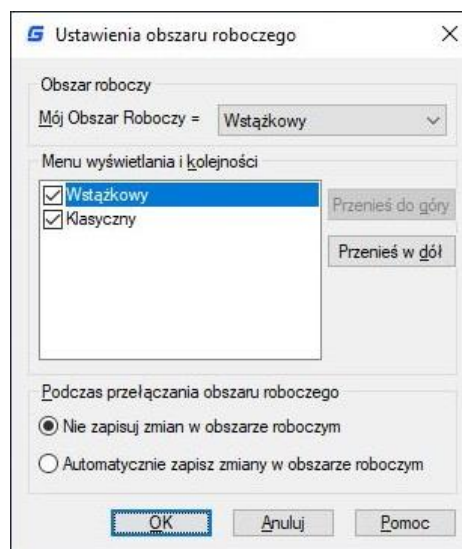 Ustawienia obszaru roboczego
Obszar roboczy
Mój Obszar Roboczy =
Wstążkowy
Menu wyświetlania i kolejności
Wstążkowy
Klasyczny
Przenieś do góry
Przenieś w dół
Podczas przełączania obszaru roboczego
Nie zapisuj zmian w obszarze roboczym
Automatycznie zapisz zmiany w obszarze roboczym
OK Anuluj Pomoc